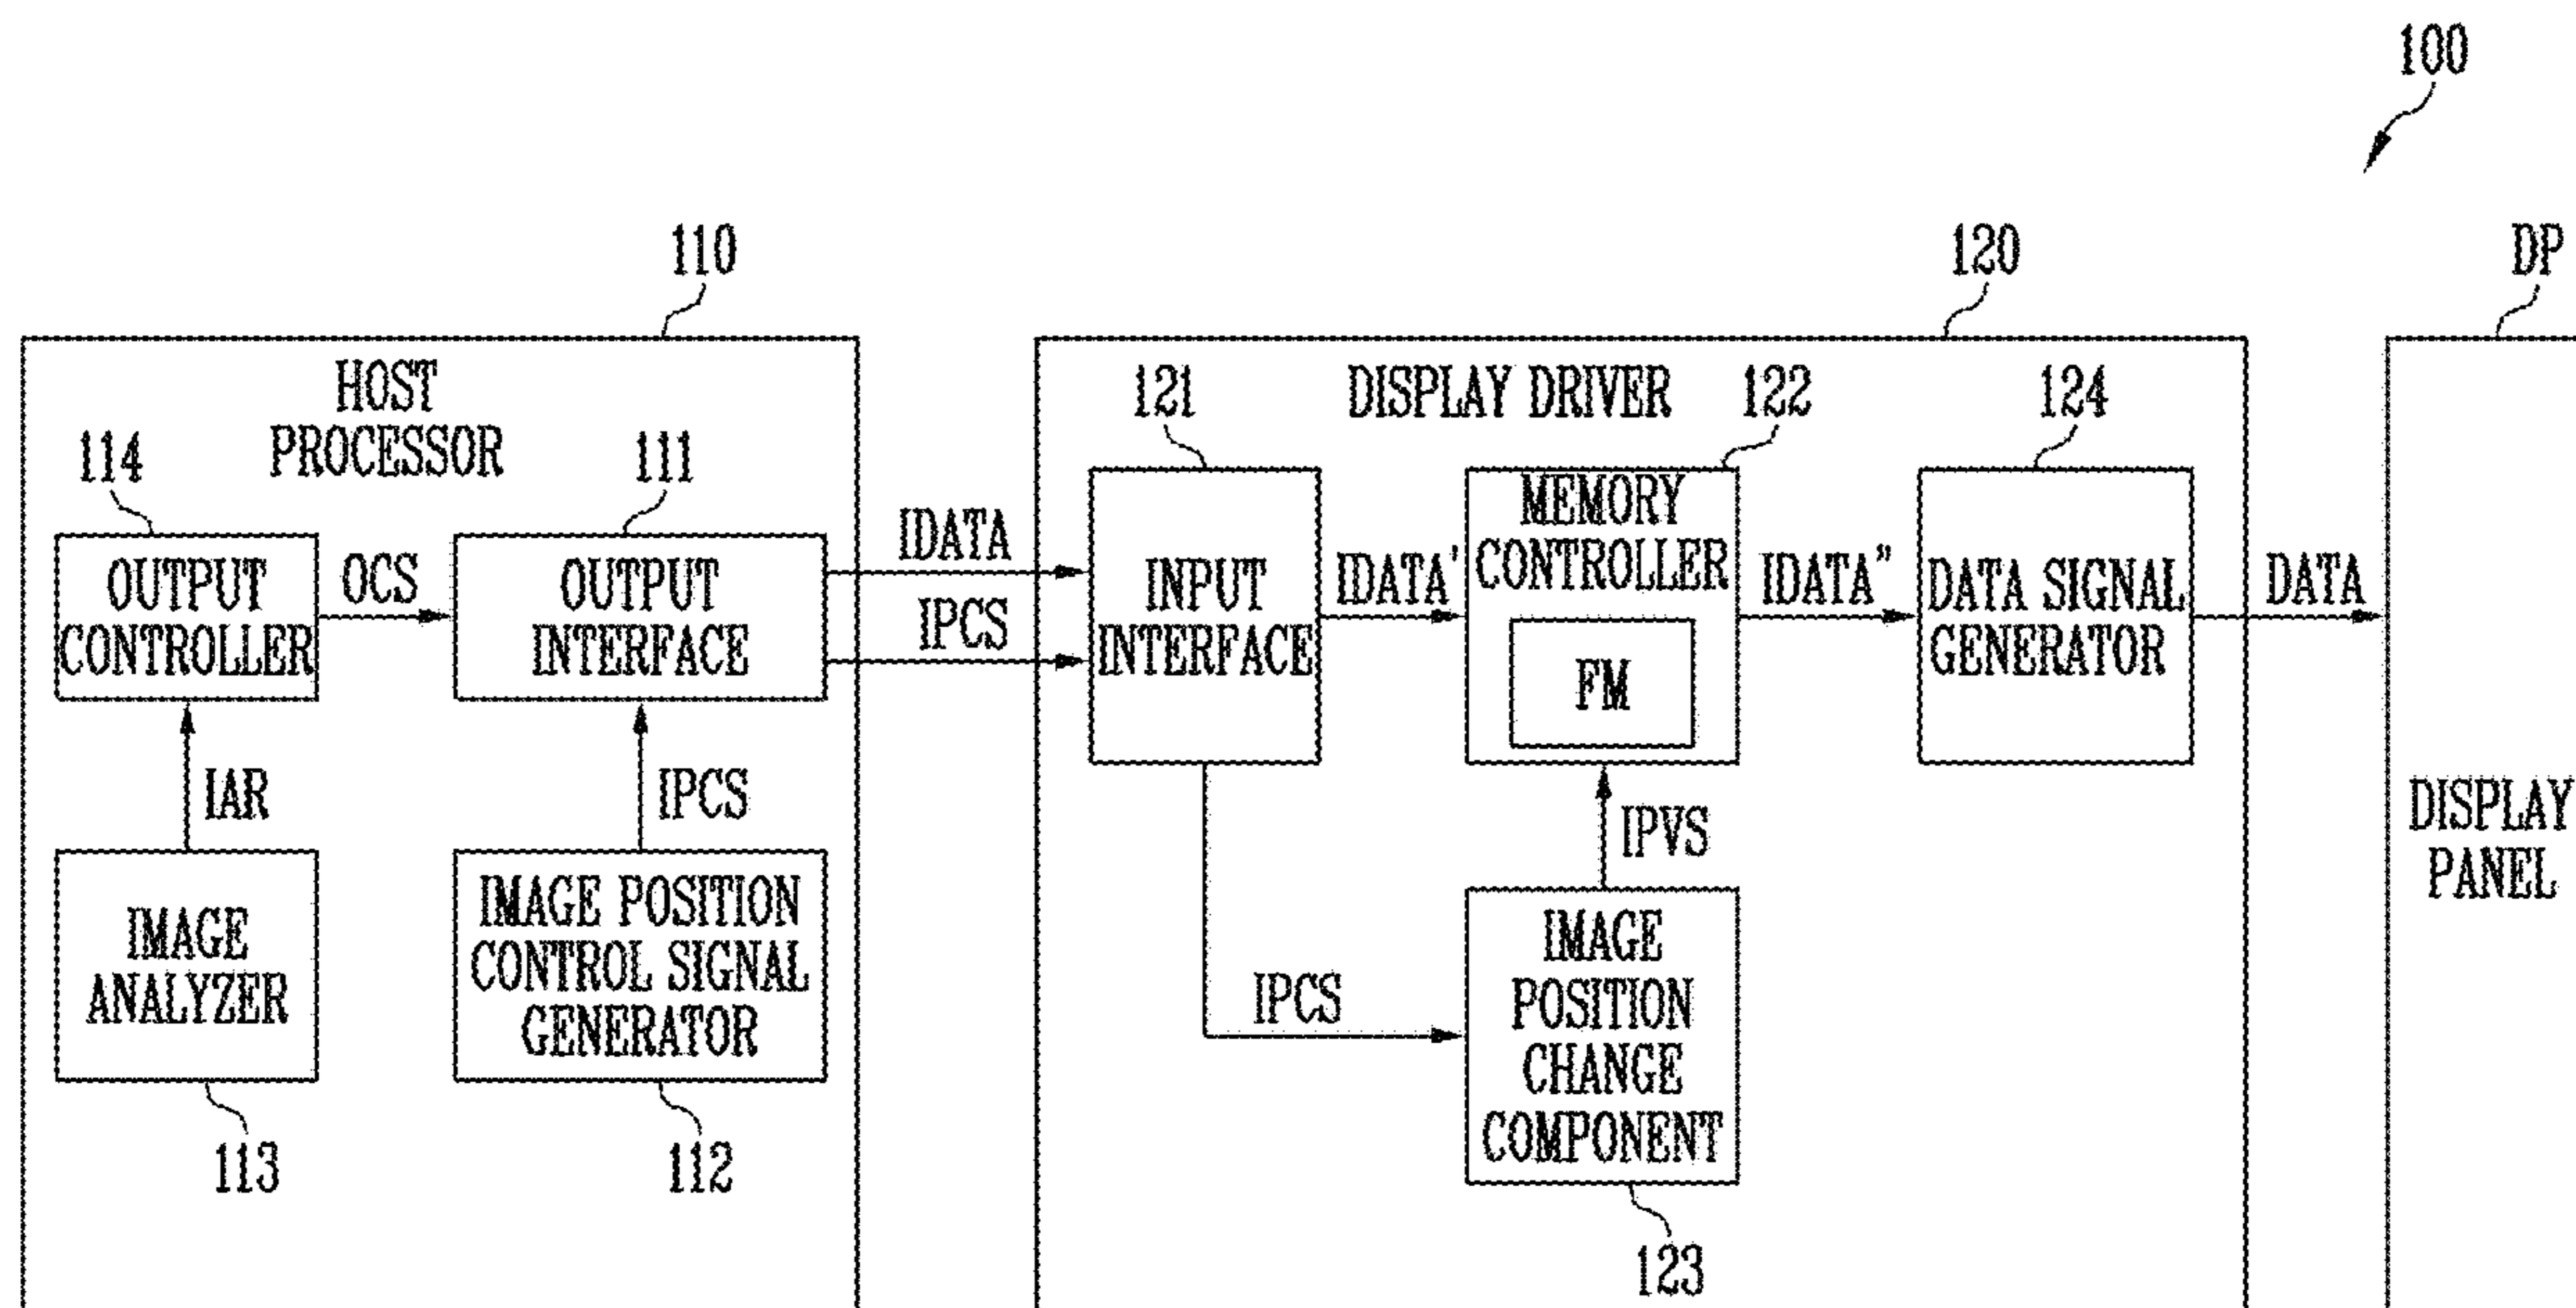 100
110
120
DP
HOST
PROCESSOR
114
111
OUTPUT
CONTROLLER
OCS
OUTPUT
INTERFACE
IAR
IPCS
IMAGE
ANALYZER
IMAGE POSITION
CONTROL SIGNAL
GENERATOR
113
112
IDATA
IPCS
DISPLAY DRIVER
121
122
124
INPUT
INTERFACE
IDATA'
MEMORY
CONTROLLER
FM
IDATA"
DATA SIGNAL
GENERATOR
DATA
IPVS
IPCS
IMAGE
POSITION
CHANGE
COMPONENT
123
DISPLAY
PANEL